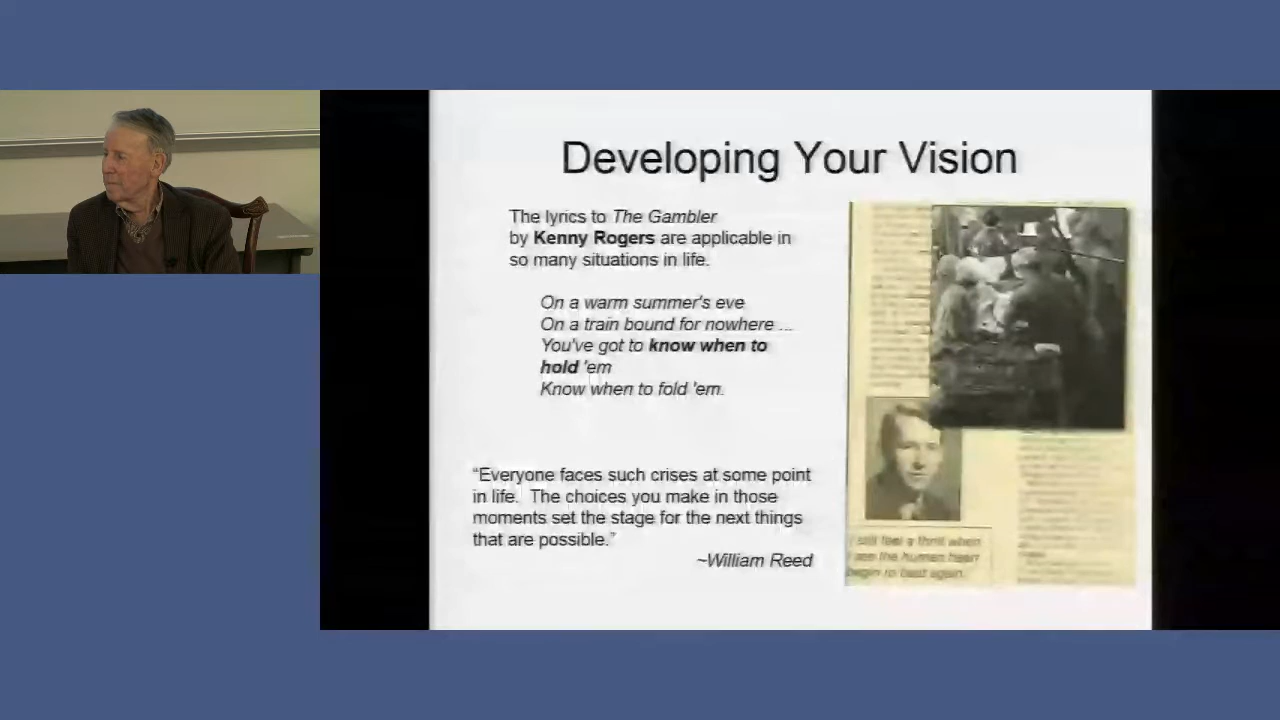 Developing Your Vision
The lyrics to The Gambler
by Kenny Rogers are applicable in
so many situations in life.
On a warm summer's eve
On a train bound for nowhere ...
You've got to know when to
hold 'em
Know when to fold 'em.
"Everyone faces such crises at some point
in life. The choices you make in those
moments set the stage for the next things
that are possible."
~William Reed
I still feel a thrill when
I see the human heart
begin to beat again.